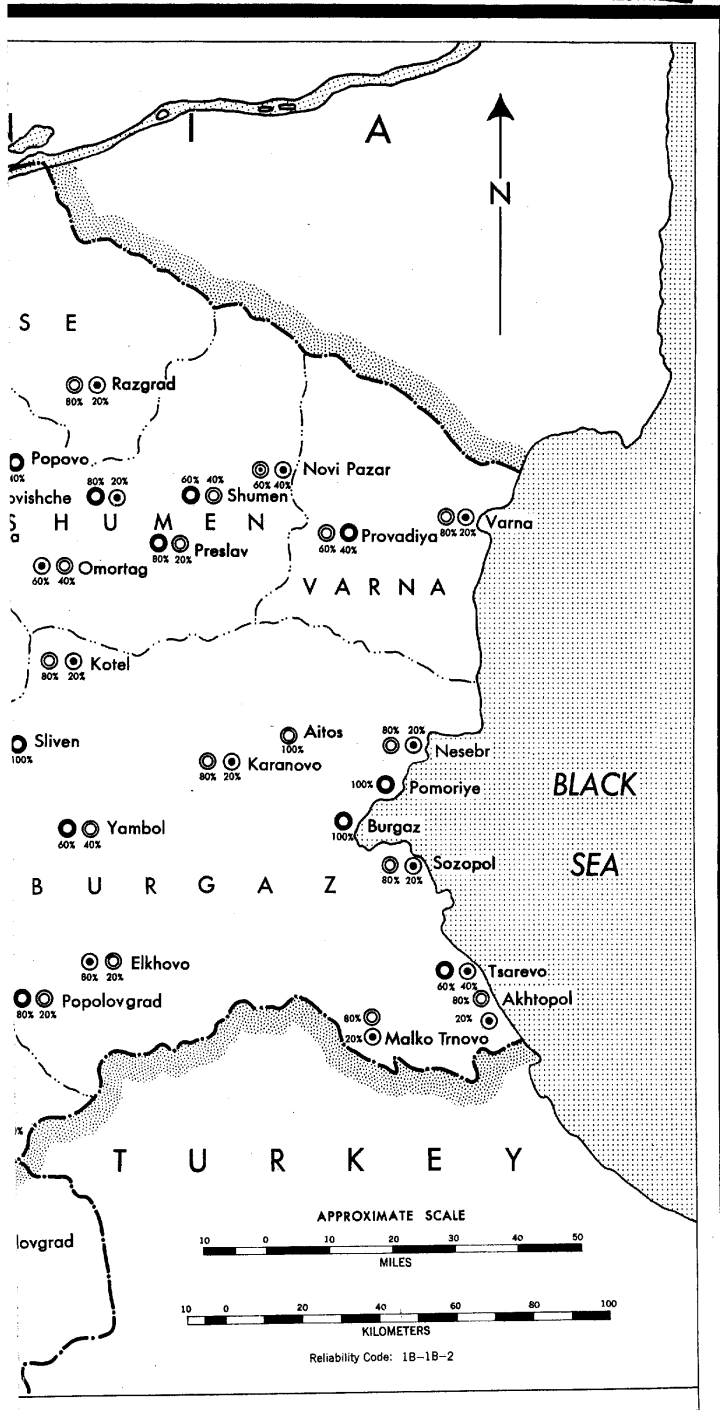 I I A
N
S E
Razgrad
80% 20%
Popovo
40%
80% 20%
ovishche
60% 40%
Shumen
60% 40%
Novi Pazar
S H U M E N
a
80% 20%
Preslav
60% 40%
Provadiya
80% 20%
Varna
60% 40%
Omortag
V A R N A
80% 20%
Kotel
Sliven
100%
Aitos
100%
80% 20%
Karanovo
80% 20%
Nesebr
100%
Pomoriye
BLACK
SEA
100%
Burgaz
60% 40%
Yambol
80% 20%
Sozopol
B U R G A Z
80% 20%
Elkhovo
80% 20%
Popolovgrad
60% 40%
Tsarevo
80%
Akhtopol
20%
80%
20%
Malko Trnovo
%
T U R K E Y
lovgrad
APPROXIMATE SCALE
10 0 10 20 30 40 50
MILES
10 0 20 40 60 80 100
KILOMETERS
Reliability Code: 1B-1B-2